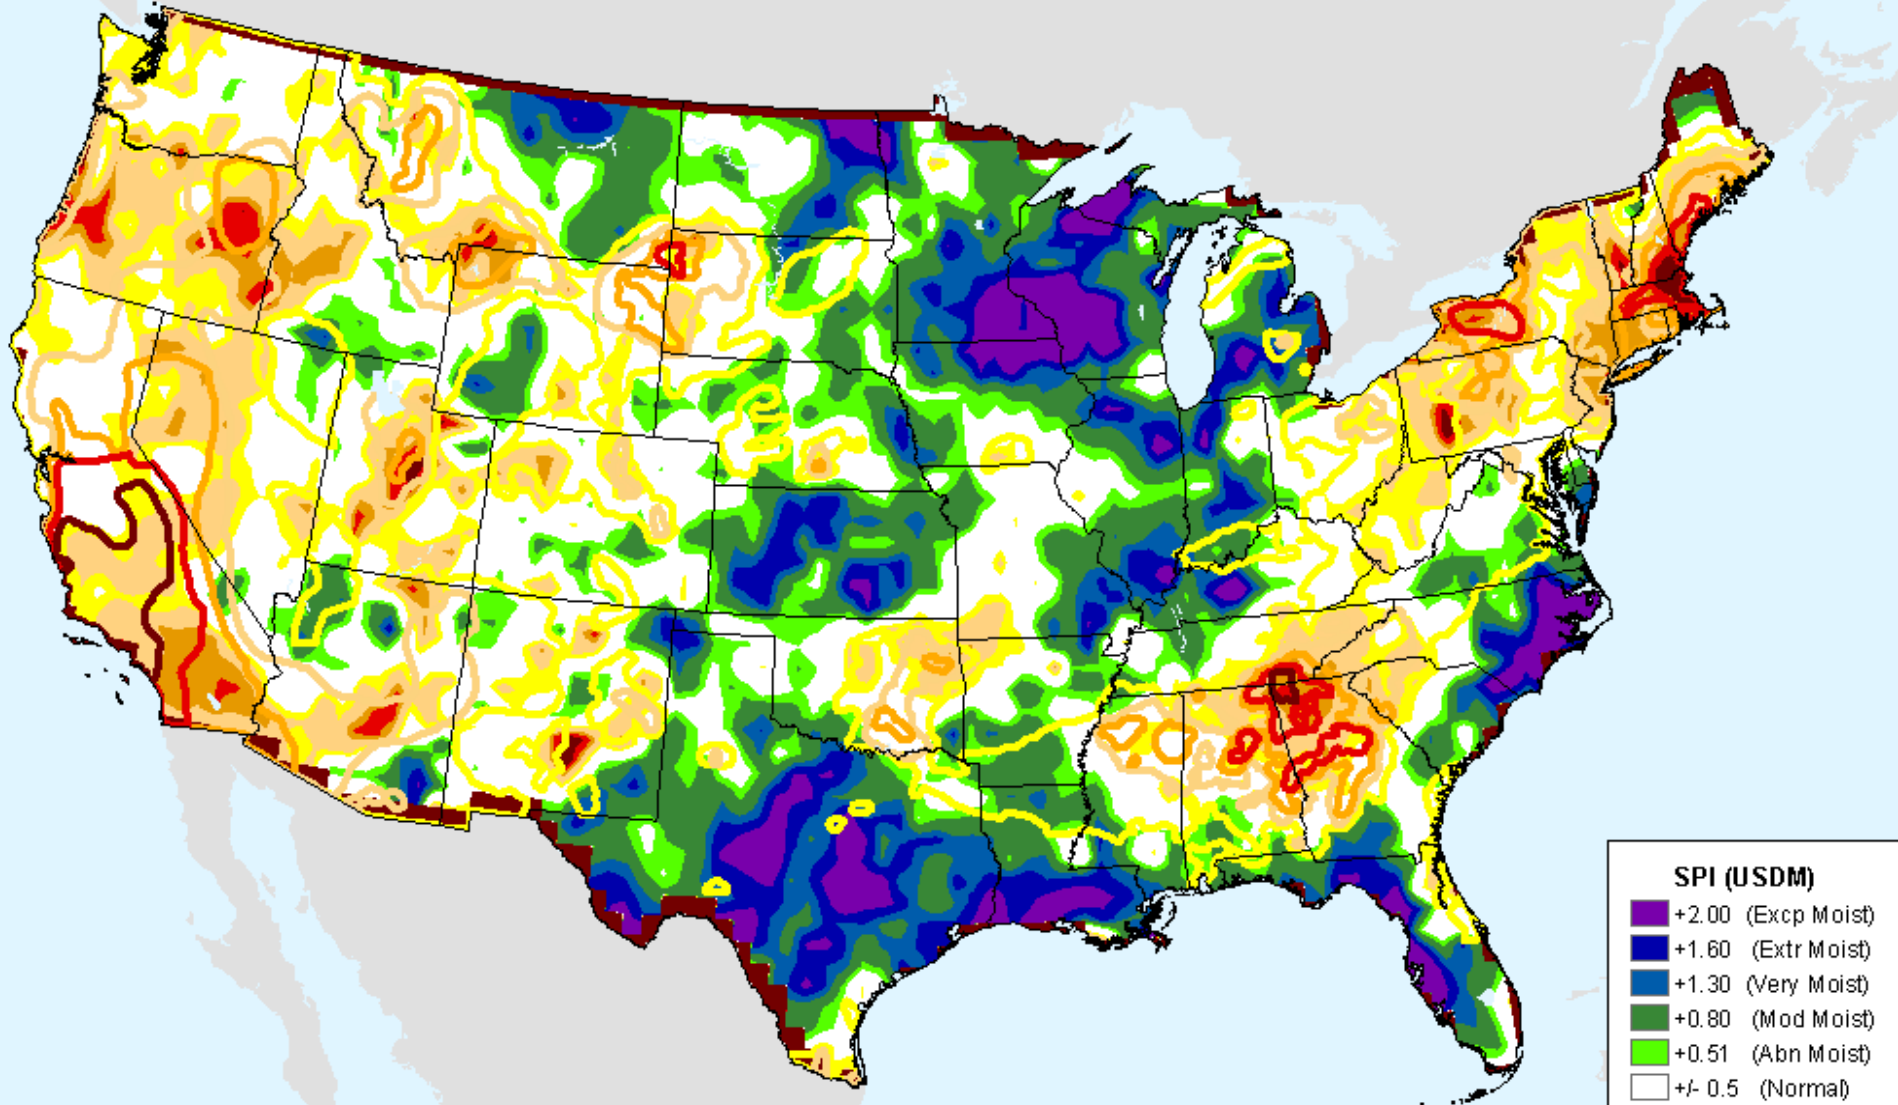 SPI (USDM)
+2.00 (Excp Moist)
+1.60 (Extr Moist)
+1.30 (Very Moist)
+0.80 (Mod Moist)
+0.51 (Abn Moist)
+/- 0.5 (Normal)